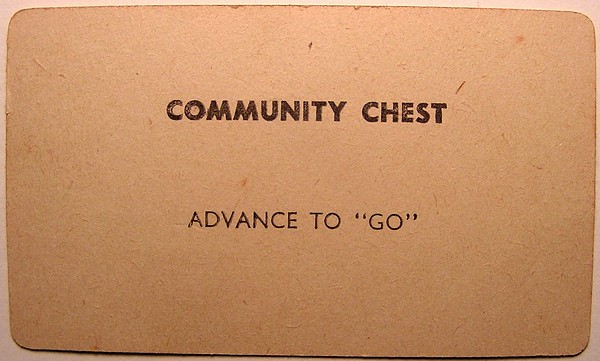 COMMUNITY CHEST
ADVANCE TO "GO"